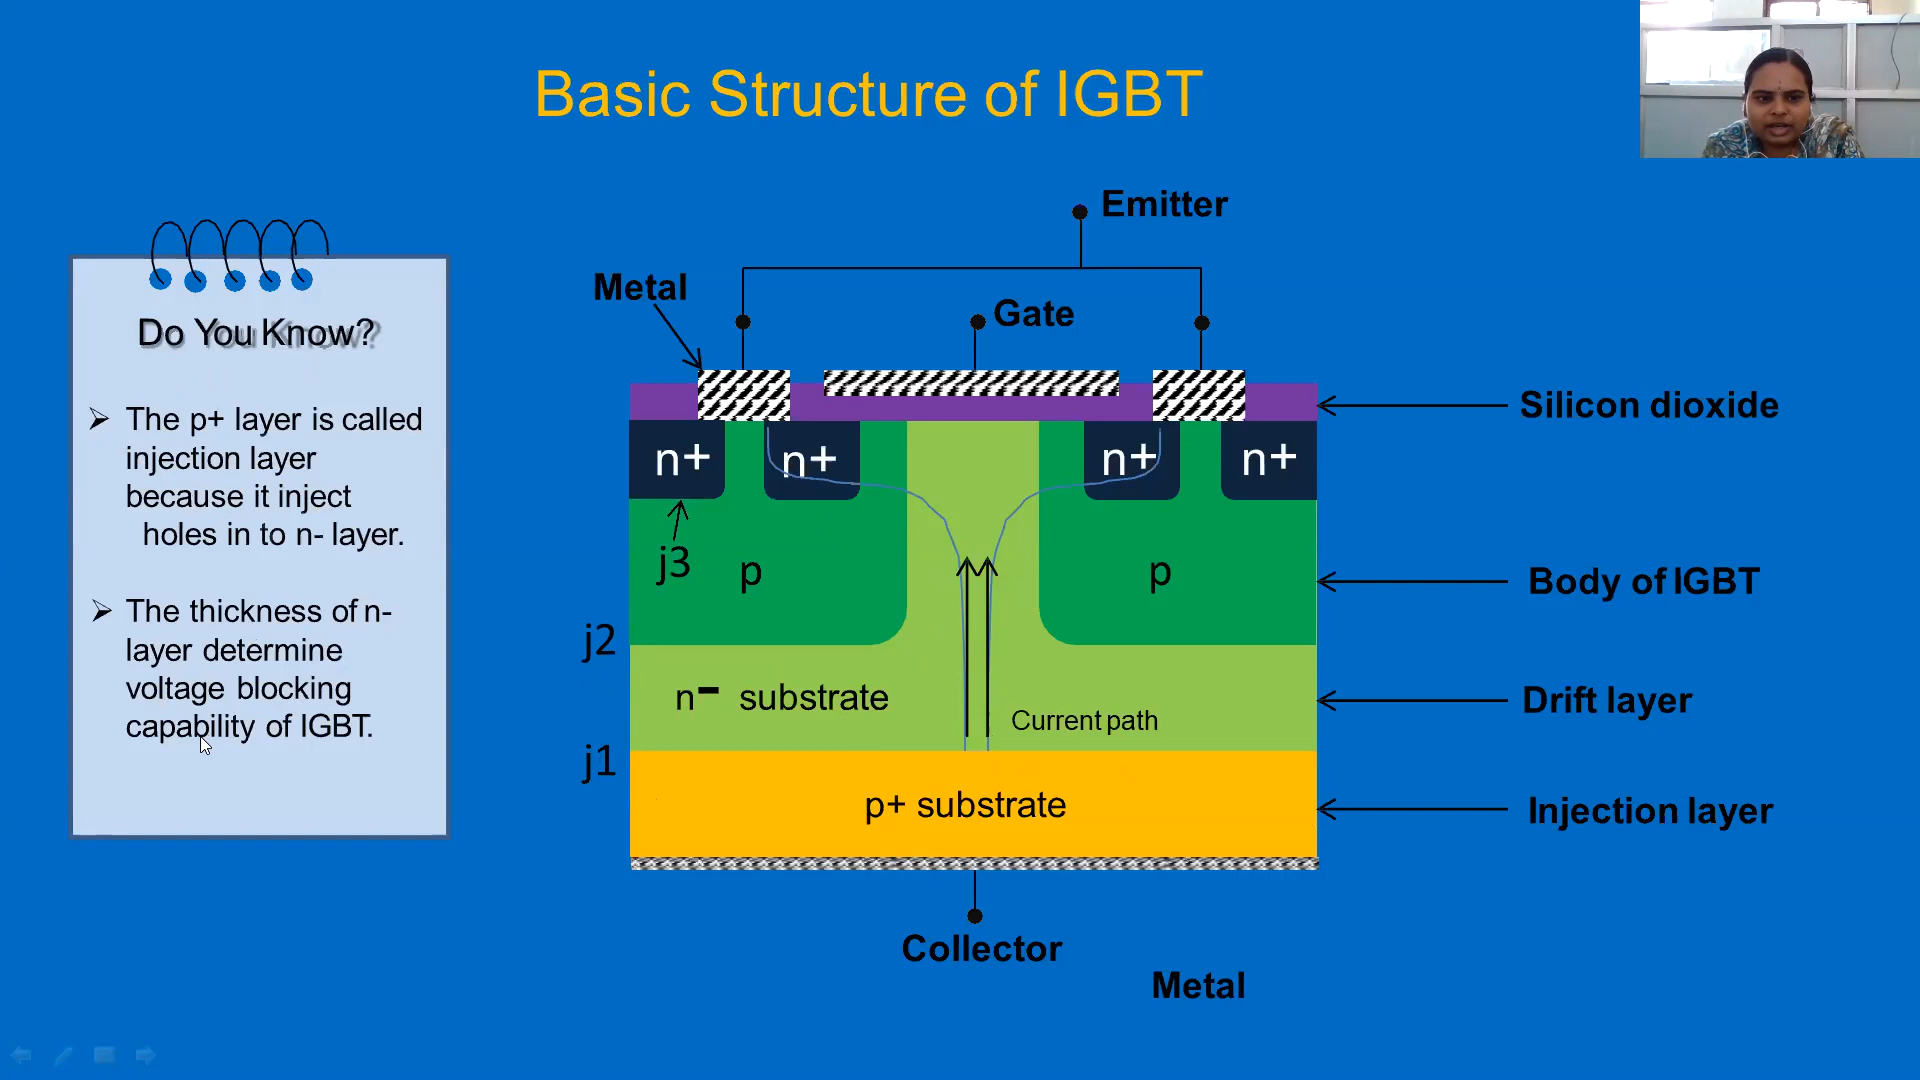 Basic Structure of IGBT
Do You Know?
➢ The p+ layer is called
injection layer
because it inject
holes in to n- layer.
➢ The thickness of n-
layer determine
voltage blocking
capability of IGBT.
Emitter
Metal
Gate
Silicon dioxide
n+
n+
n+
n+
j3
p
p
Body of IGBT
j2
n- substrate
Drift layer
Current path
j1
p+ substrate
Injection layer
Collector
Metal